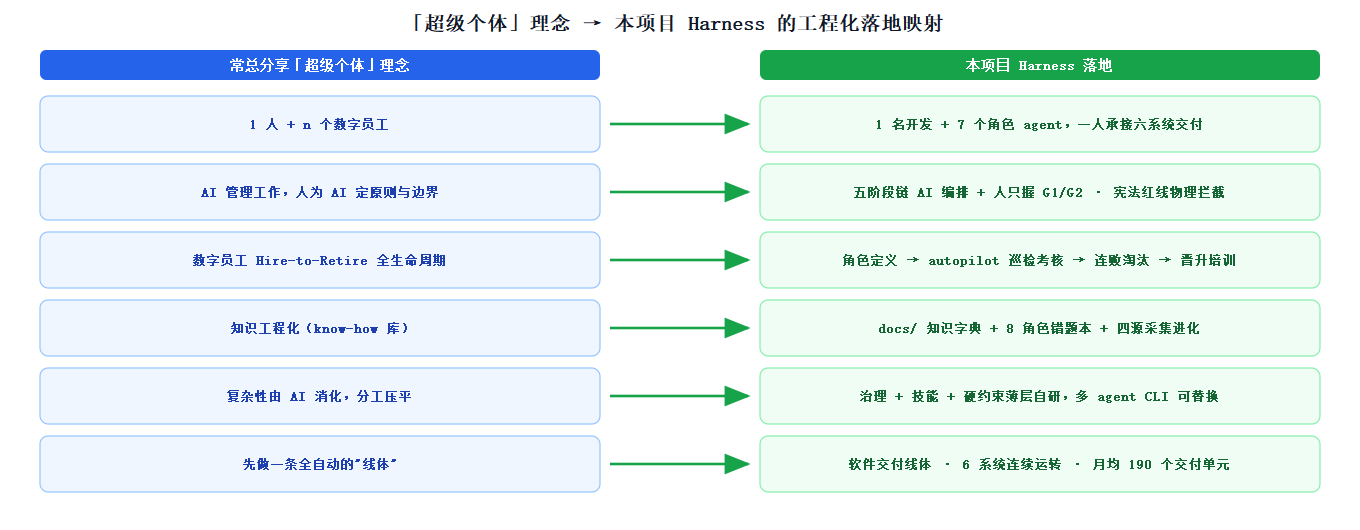 「超级个体」理念 → 本项目 Harness 的工程化落地映射
常总分享「超级个体」理念
本项目 Harness 落地
1 人 + n 个数字员工
1 名开发 + 7 个角色 agent，一人承接六系统交付
AI 管理工作，人为 AI 定原则与边界
五阶段链 AI 编排 + 人只握 G1/G2 · 宪法红线物理拦截
数字员工 Hire-to-Retire 全生命周期
角色定义 → autopilot 巡检考核 → 连败淘汰 → 晋升培训
知识工程化（know-how 库）
docs/ 知识字典 + 8 角色错题本 + 四源采集进化
复杂性由 AI 消化，分工压平
治理 + 技能 + 硬约束薄层自研，多 agent CLI 可替换
先做一条全自动的"线体"
软件交付线体 · 6 系统连续运转 · 月均 190 个交付单元